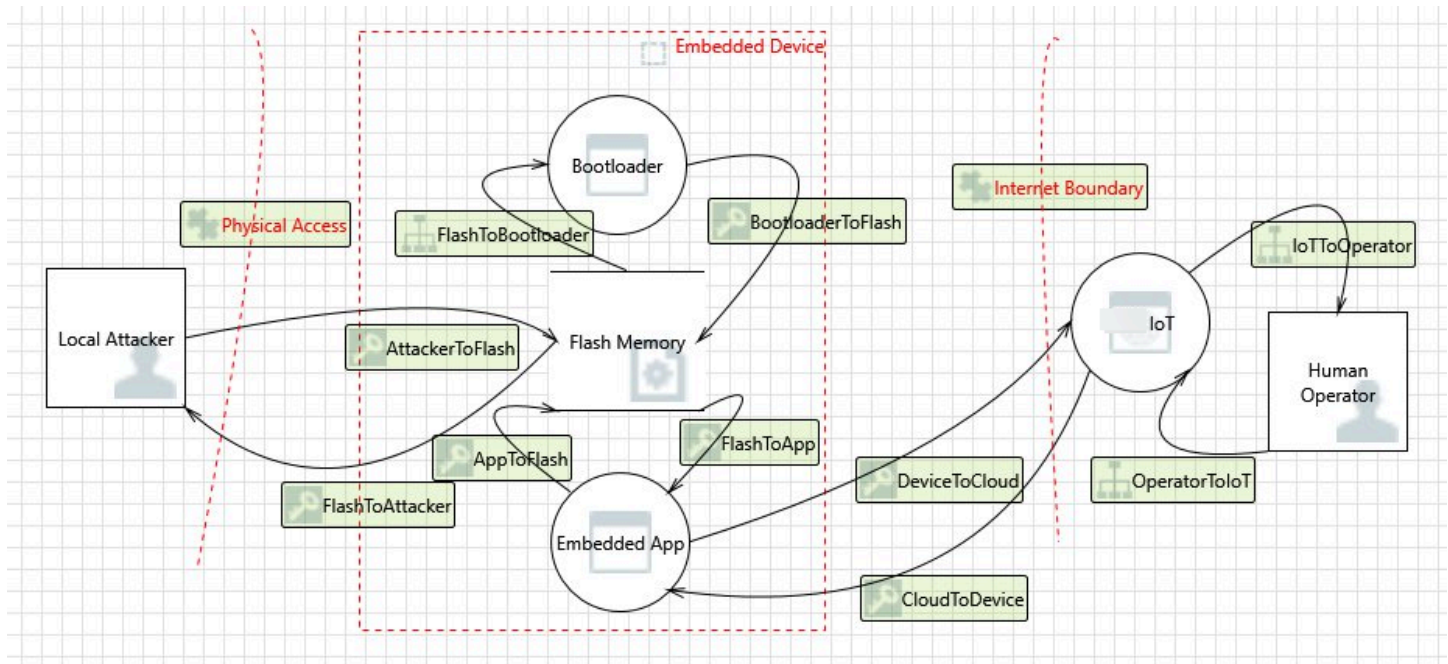 Embedded Device
Bootloader
Physical Access
FlashToBootloader
BootloaderToFlash
Internet Boundary
IoTToOperator
Local Attacker
AttackerToFlash
Flash Memory
IoT
Human
Operator
AppToFlash
FlashToApp
FlashToAttacker
DeviceToCloud
OperatorToIoT
Embedded App
CloudToDevice